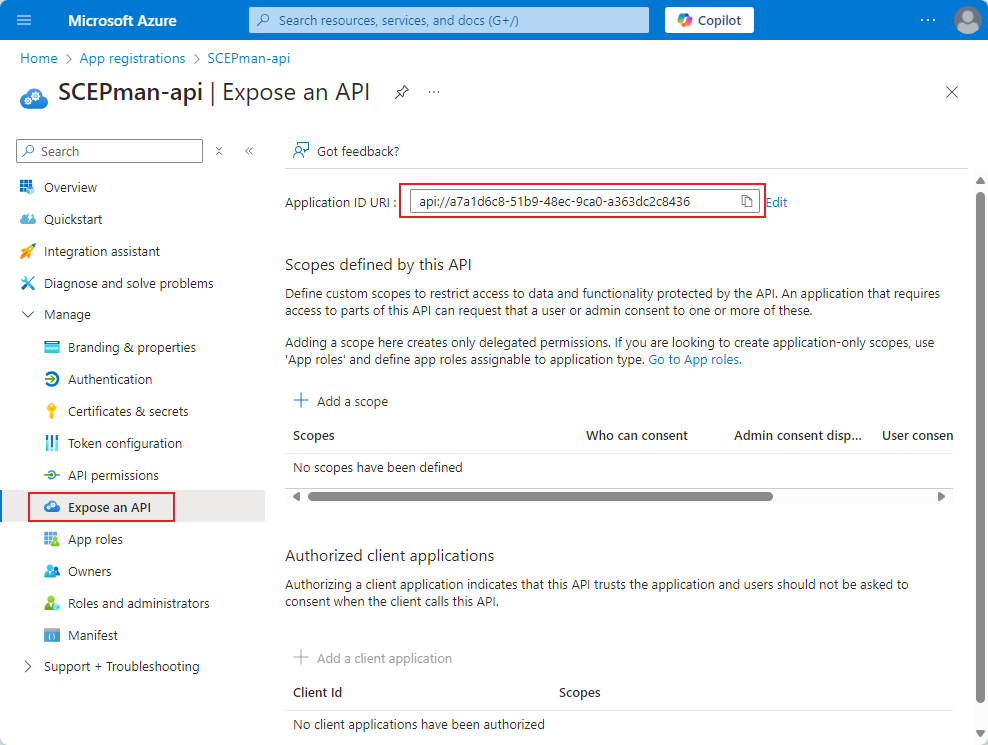 Microsoft Azure
Search resources, services, and docs (G+/)
Copilot
Home > App registrations > SCEPman-api
SCEPman-api | Expose an API
Search
Got feedback?
Overview
Quickstart
Integration assistant
Diagnose and solve problems
Manage
Branding & properties
Authentication
Certificates & secrets
Token configuration
API permissions
Expose an API
App roles
Owners
Roles and administrators
Manifest
Support + Troubleshooting
Application ID URI : api://a7a1d6c8-51b9-48ec-9ca0-a363dc2c8436 Edit
Scopes defined by this API
Define custom scopes to restrict access to data and functionality protected by the API. An application that requires
access to parts of this API can request that a user or admin consent to one or more of these.
Adding a scope here creates only delegated permissions. If you are looking to create application-only scopes, use
'App roles' and define app roles assignable to application type. Go to App roles.
Add a scope
Scopes Who can consent Admin consent disp... User consen
No scopes have been defined
Authorized client applications
Authorizing a client application indicates that this API trusts the application and users should not be asked to
consent when the client calls this API.
Add a client application
Client Id Scopes
No client applications have been authorized